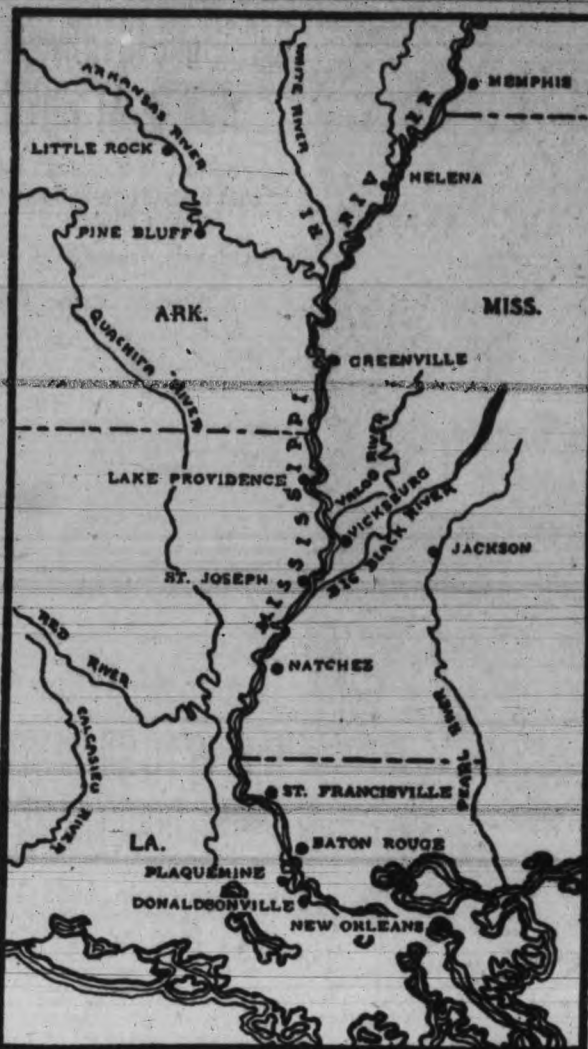 ARKANSAS RIVER
WHITE RIVER
MEMPHIS
LITTLE ROCK
HELENA
PINE BLUFF
ARK.
MISS.
OUACHITA RIVER
GREENVILLE
MISSISSIPPI RIVER
LAKE PROVIDENCE
RIVER
VICKSBURG
BIG BLACK RIVER
JACKSON
ST. JOSEPH
RED RIVER
NATCHEZ
CALCASIEU RIVER
PEARL RIVER
ST. FRANCISVILLE
LA.
BATON ROUGE
PLAQUEMINE
DONALDSONVILLE
NEW ORLEANS